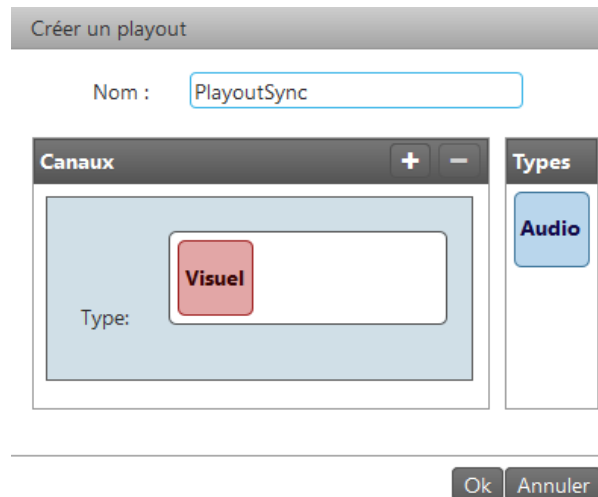 Créer un playout
Nom :
PlayoutSync
Canaux
+ −
Types
Visuel
Type:
Audio
Ok
Annuler